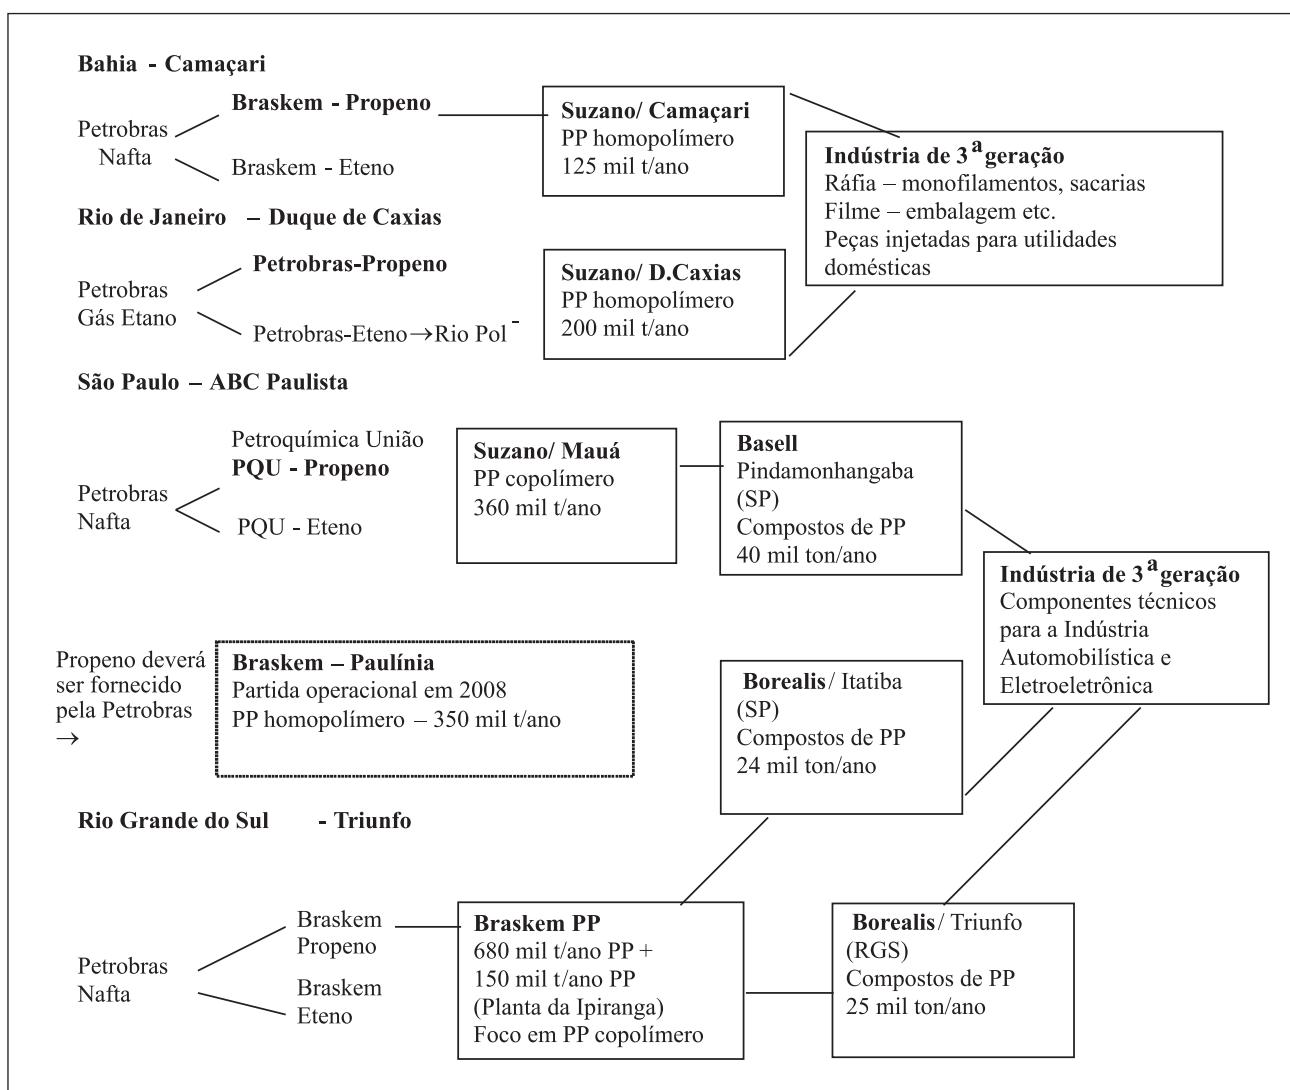 Bahia - Camaçari
Braskem - Propeno
Petrobras
Nafta
Braskem - Eteno
Suzano/ Camaçari
PP homopolímero
125 mil t/ano
Indústria de 3ª geração
Ráfia – monofilamentos, sacarias
Filme – embalagem etc.
Peças injetadas para utilidades
domésticas
Rio de Janeiro – Duque de Caxias
Petrobras-Propeno
Petrobras
Gás Etano
Petrobras-Eteno→Rio Pol -
Suzano/ D.Caxias
PP homopolímero
200 mil t/ano
São Paulo – ABC Paulista
Petroquímica União
PQU - Propeno
Petrobras
Nafta
PQU - Eteno
Suzano/ Mauá
PP copolímero
360 mil t/ano
Basell
Pindamonhangaba
(SP)
Compostos de PP
40 mil ton/ano
Indústria de 3ª geração
Componentes técnicos
para a Indústria
Automobilística e
Eletroeletrônica
Propeno deverá
ser fornecido
pela Petrobras
→
Braskem – Paulínia
Partida operacional em 2008
PP homopolímero – 350 mil t/ano
Borealis/ Itatiba
(SP)
Compostos de PP
24 mil ton/ano
Rio Grande do Sul - Triunfo
Braskem
Propeno
Petrobras
Nafta
Braskem
Eteno
Braskem PP
680 mil t/ano PP +
150 mil t/ano PP
(Planta da Ipiranga)
Foco em PP copolímero
Borealis/ Triunfo
(RGS)
Compostos de PP
25 mil ton/ano